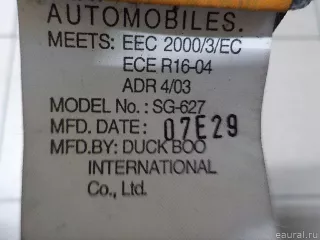 AUTOMOBILES.
MEETS: EEC 2000/3/EC
ECE R16-04
ADR 4/03
MODEL No.: SG-627
MFD. DATE: 07E29
MFD.BY: DUCK BOO
INTERNATIONAL
Co., Ltd.
eaural.ru